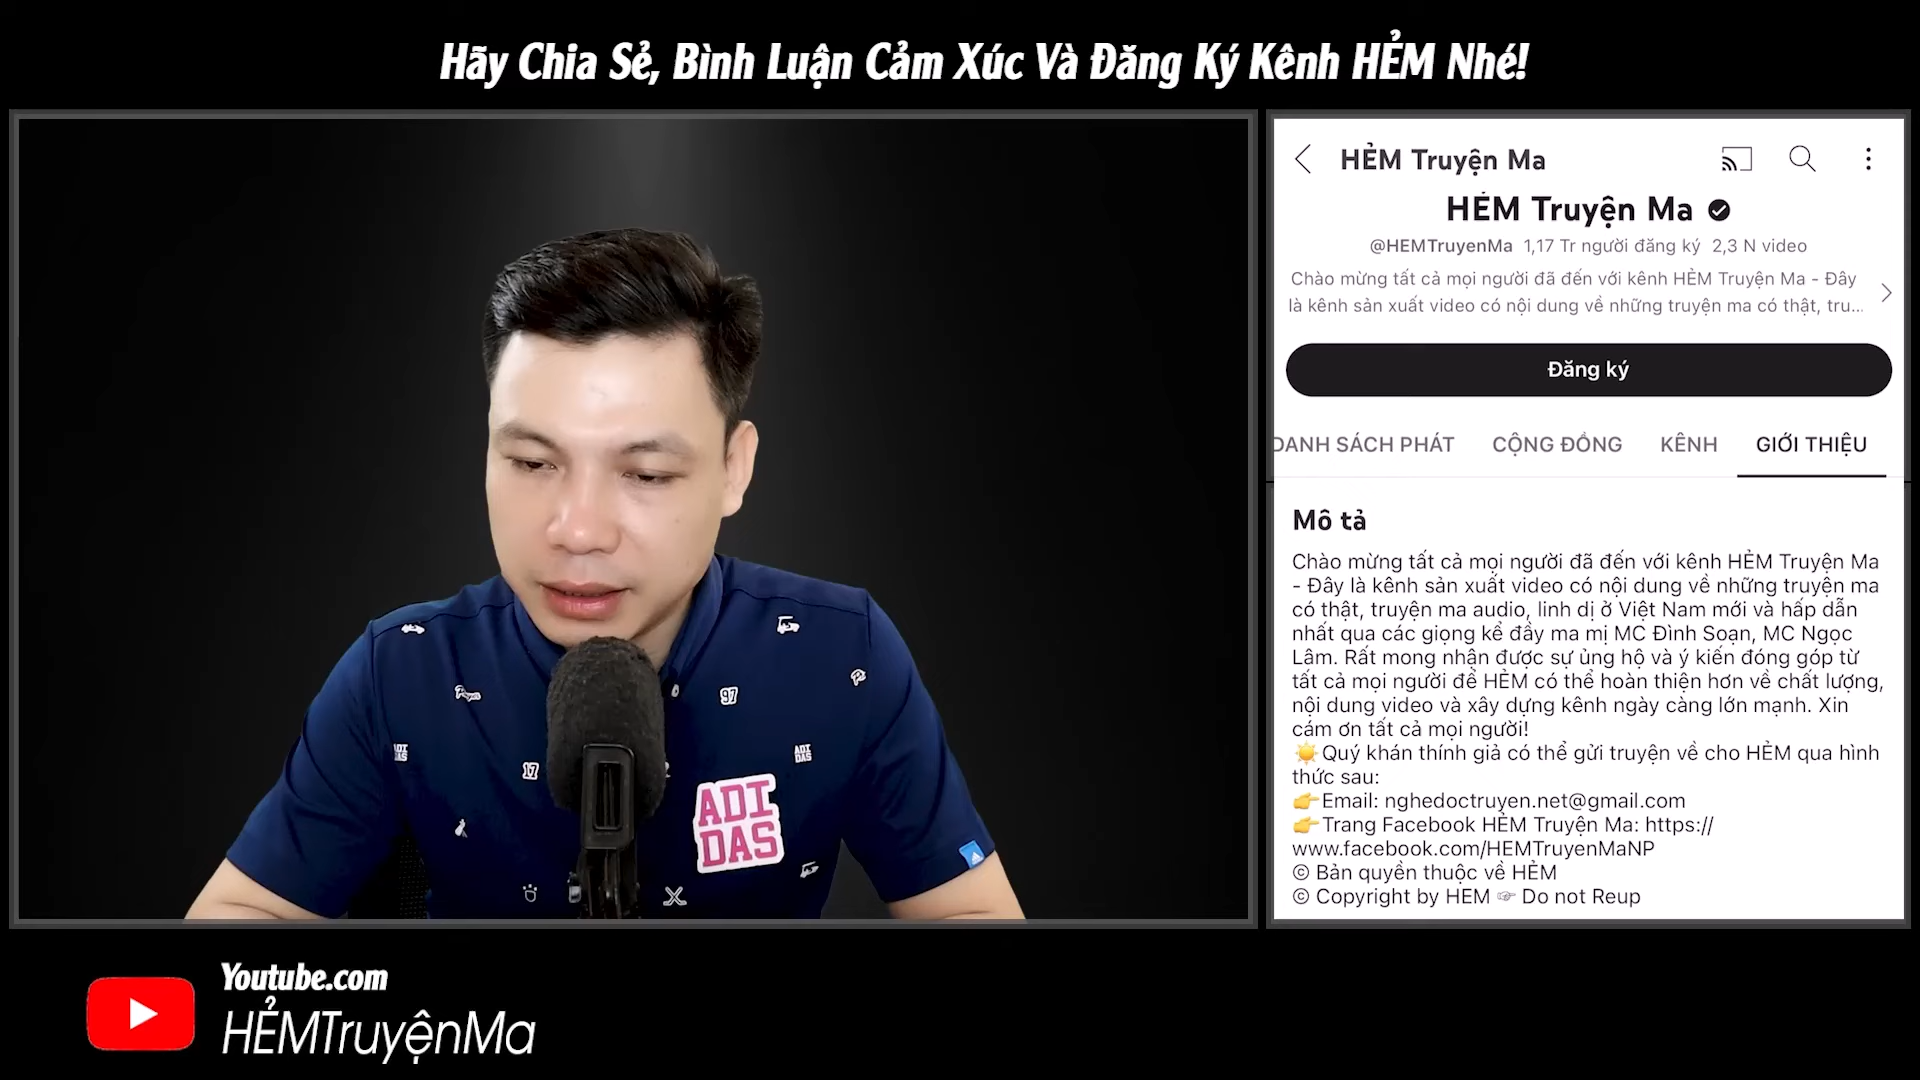 Hãy Chia Sẻ, Bình Luận Cảm Xúc Và Đăng Ký Kênh HẺM Nhé!
HẺM Truyện Ma
HẺM Truyện Ma
@HEMTruyenMa 1,17 Tr người đăng ký 2,3 N video
Chào mừng tất cả mọi người đã đến với kênh HẺM Truyện Ma - Đây
là kênh sản xuất video có nội dung về những truyện ma có thật, tru...
Đăng ký
DANH SÁCH PHÁT CỘNG ĐỒNG KÊNH GIỚI THIỆU
Mô tả
Chào mừng tất cả mọi người đã đến với kênh HẺM Truyện Ma
- Đây là kênh sản xuất video có nội dung về những truyện ma
có thật, truyện ma audio, linh dị ở Việt Nam mới và hấp dẫn
nhất qua các giọng kể đầy ma mị MC Đình Soạn, MC Ngọc
Lâm. Rất mong nhận được sự ủng hộ và ý kiến đóng góp từ
tất cả mọi người để HẺM có thể hoàn thiện hơn về chất lượng,
nội dung video và xây dựng kênh ngày càng lớn mạnh. Xin
cám ơn tất cả mọi người!
☀️Quý khán thính giả có thể gửi truyện về cho HẺM qua hình
thức sau:
👉Email: nghedoctruyen.net@gmail.com
👉Trang Facebook HẺM Truyện Ma: https://
www.facebook.com/HEMTruyenMaNP
© Bản quyền thuộc về HẺM
© Copyright by HEM ☞ Do not Reup
97
ADI
DAS
17
ADI
DAS
ADI
DAS
Youtube.com
HẺMTruyệnMa